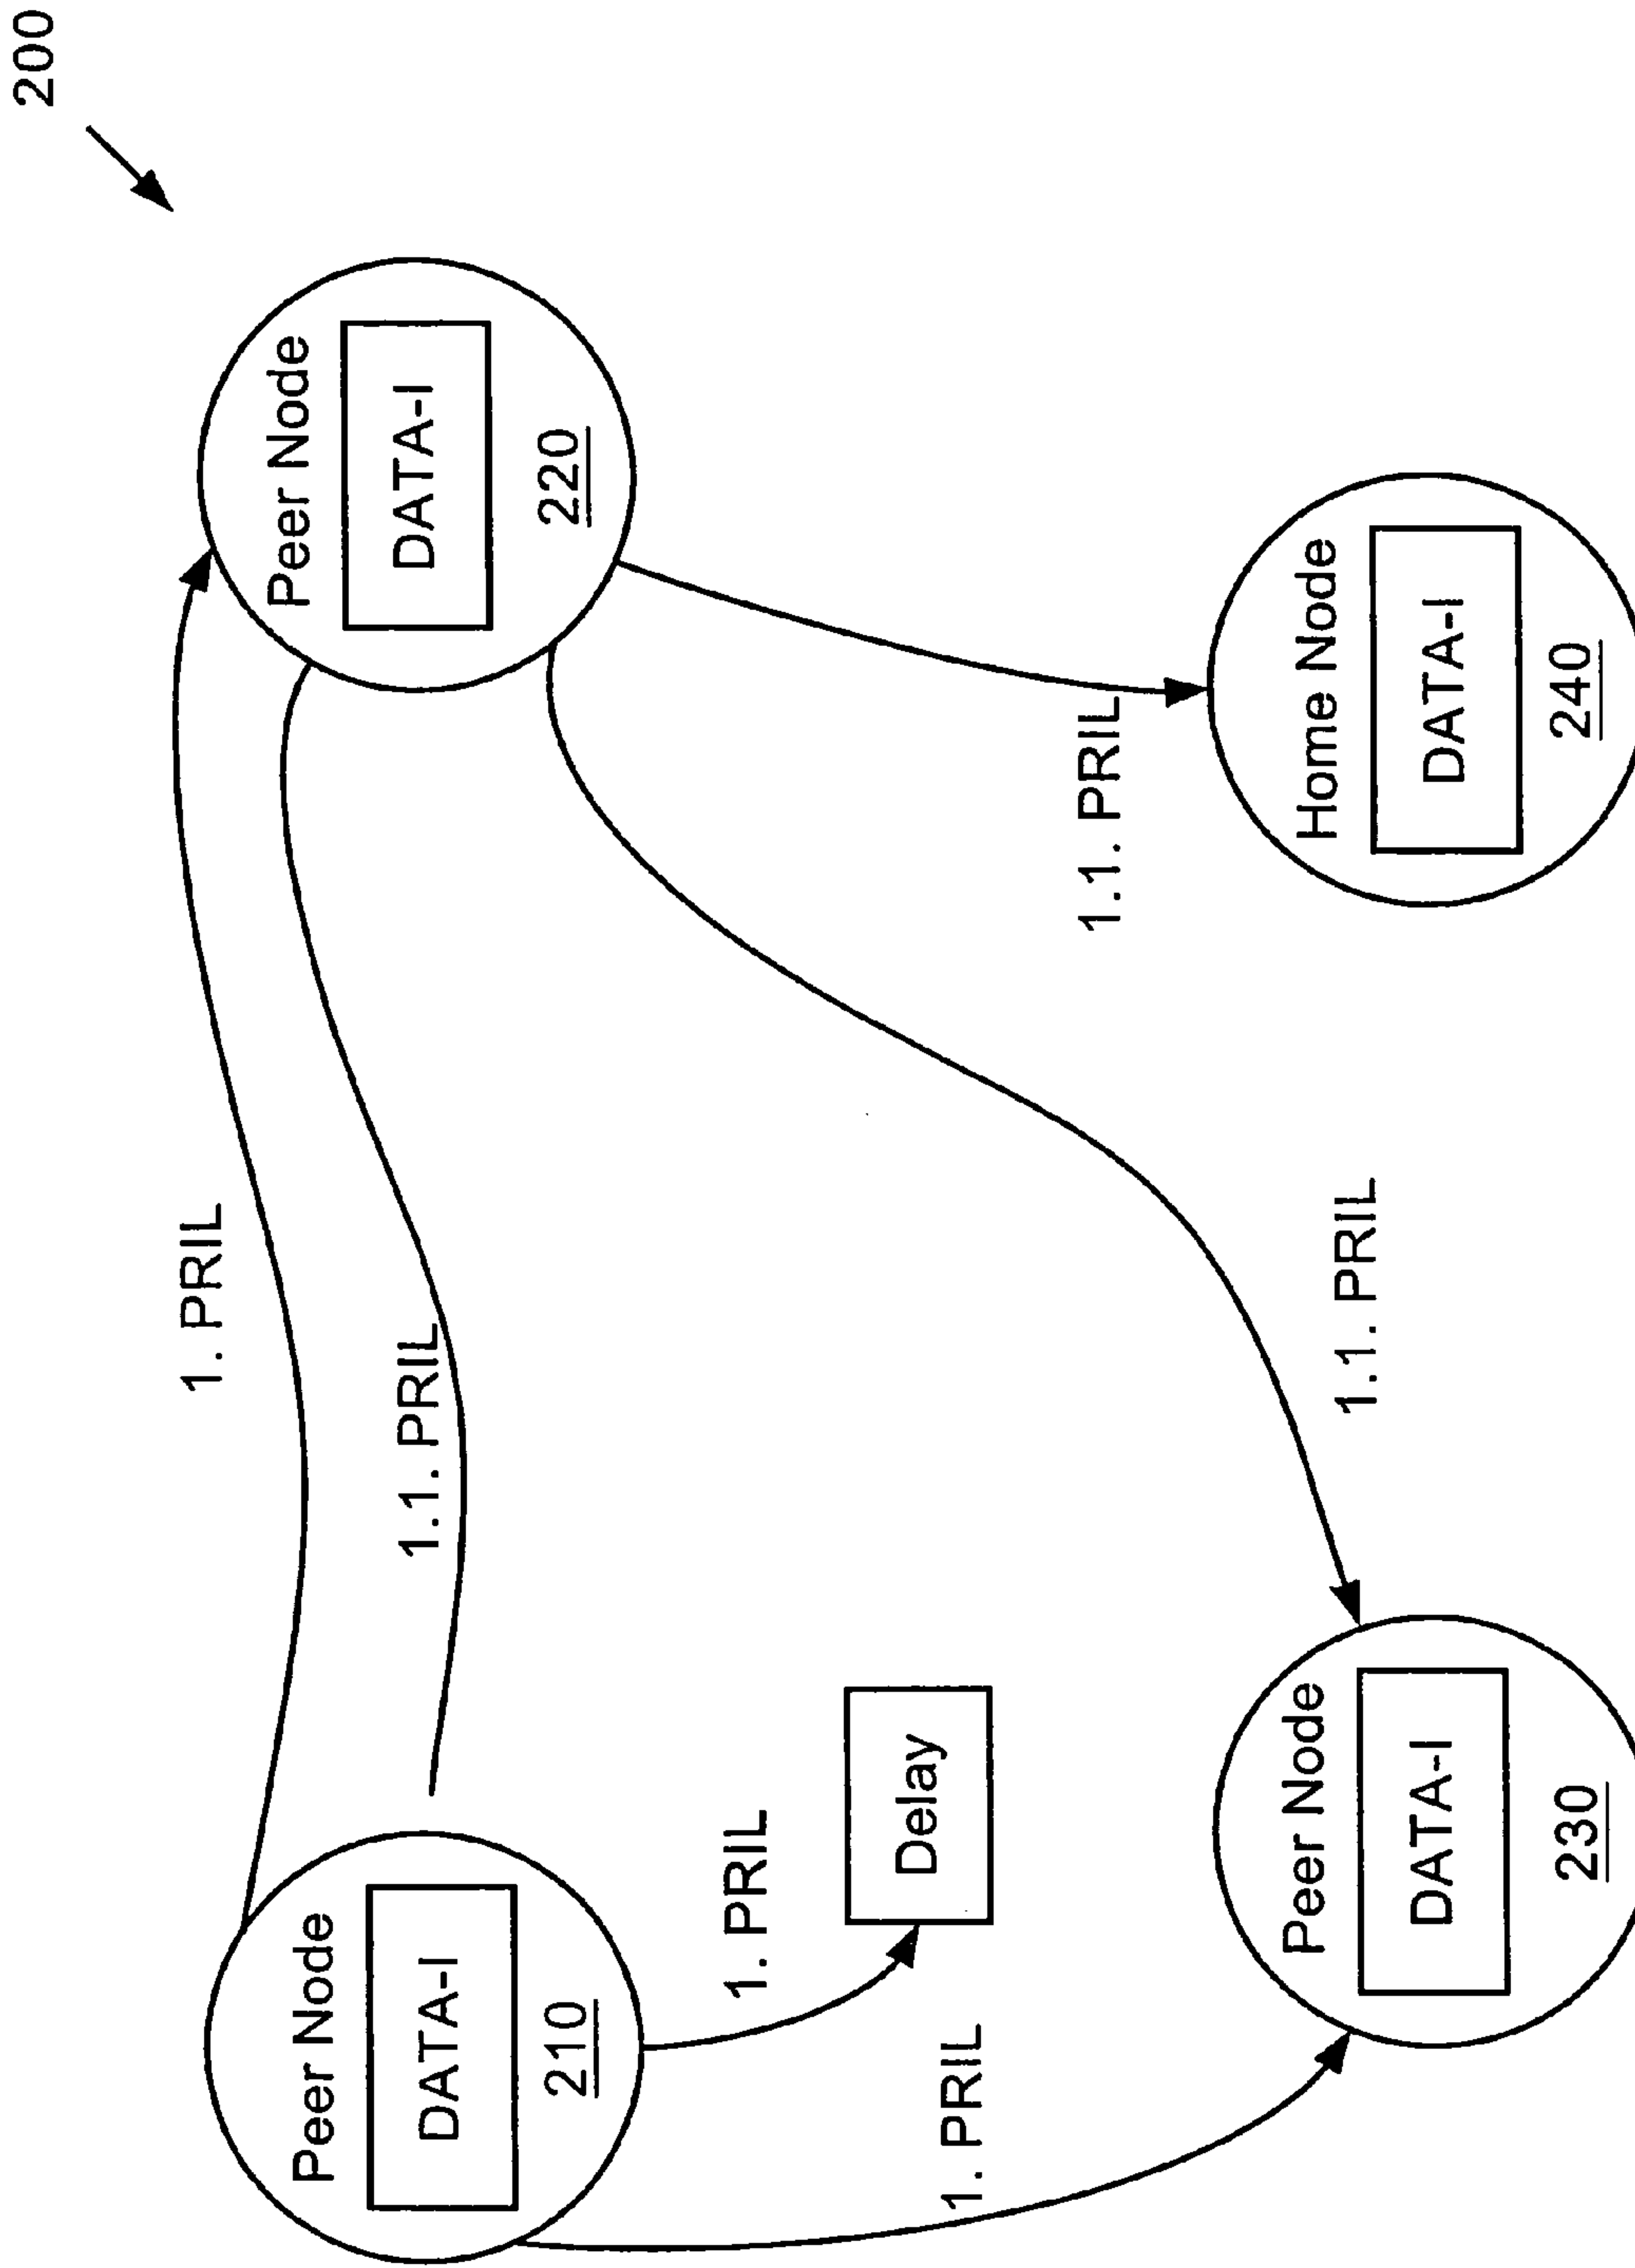 200
Peer Node
DATA-I
210
1. PRIL
1.1. PRIL
Peer Node
DATA-I
220
1. PRIL
Delay
1. PRIL
1.1. PRIL
1.1. PRIL
Peer Node
DATA-I
230
Home Node
DATA-I
240